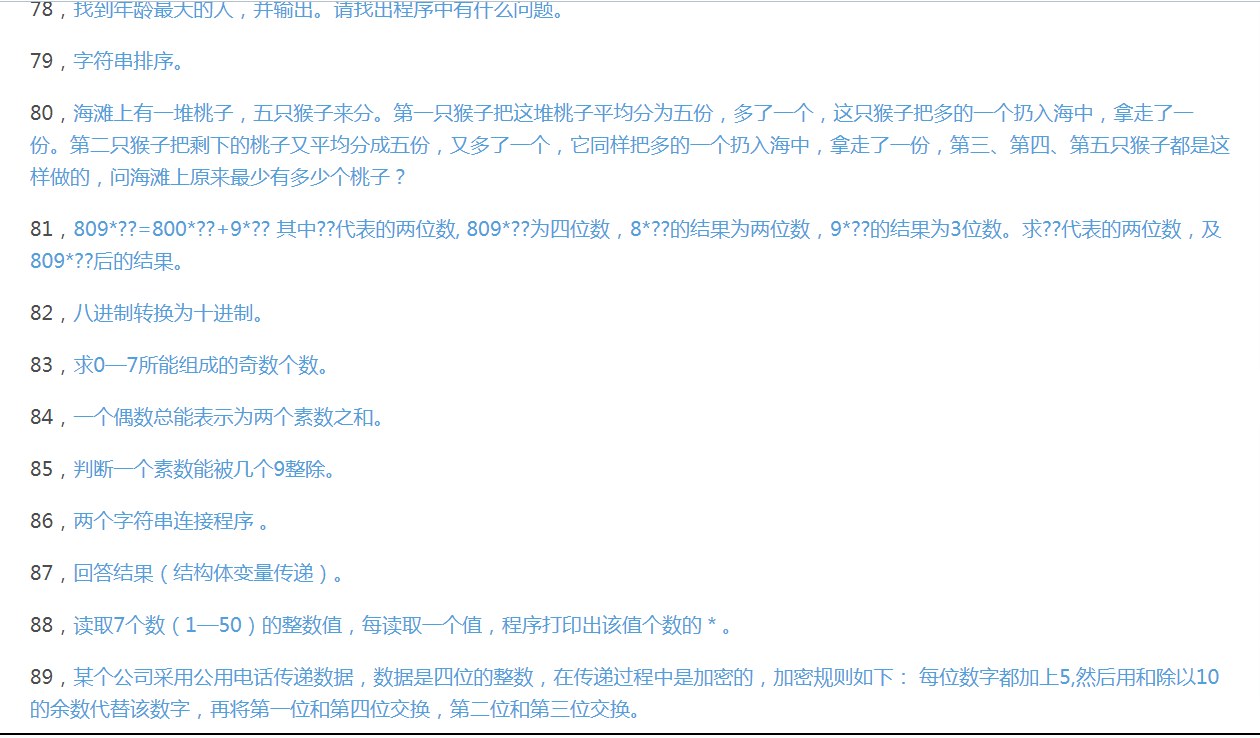 78，找到年龄最大的人，并输出。请找出程序中有什么问题。
79，字符串排序。
80，海滩上有一堆桃子，五只猴子来分。第一只猴子把这堆桃子平均分为五份，多了一个，这只猴子把多的一个扔入海中，拿走了一
份。第二只猴子把剩下的桃子又平均分成五份，又多了一个，它同样把多的一个扔入海中，拿走了一份，第三、第四、第五只猴子都是这
样做的，问海滩上原来最少有多少个桃子？
81，809*??=800*??+9*?? 其中??代表的两位数, 809*??为四位数，8*??的结果为两位数，9*??的结果为3位数。求??代表的两位数，及
809*??后的结果。
82，八进制转换为十进制。
83，求0—7所能组成的奇数个数。
84，一个偶数总能表示为两个素数之和。
85，判断一个素数能被几个9整除。
86，两个字符串连接程序 。
87，回答结果（结构体变量传递）。
88，读取7个数（1—50）的整数值，每读取一个值，程序打印出该值个数的＊。
89，某个公司采用公用电话传递数据，数据是四位的整数，在传递过程中是加密的，加密规则如下： 每位数字都加上5,然后用和除以10
的余数代替该数字，再将第一位和第四位交换，第二位和第三位交换。